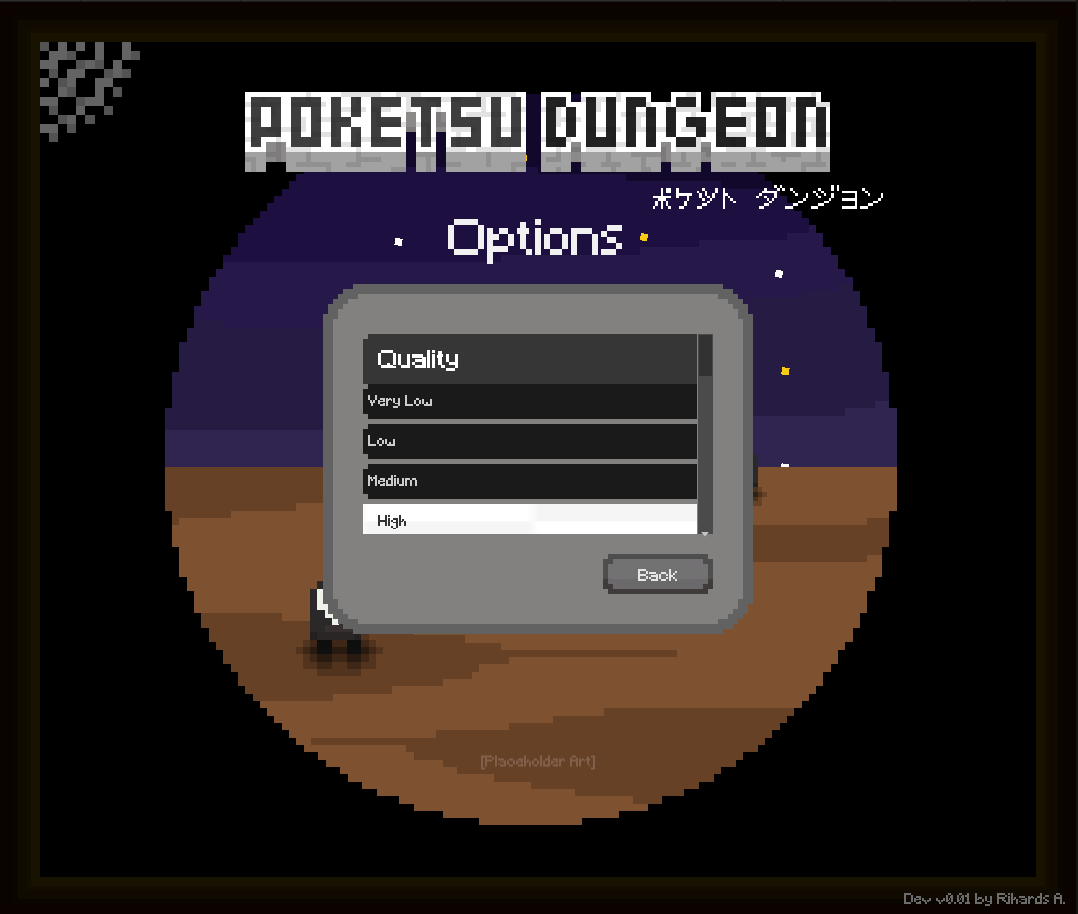 POKETSU DUNGEON
ポケット ダンジョン
Options
Quality
Very Low
Low
Medium
High
Back
[Placeholder Art]
Dev v0.01 by Rihards A.